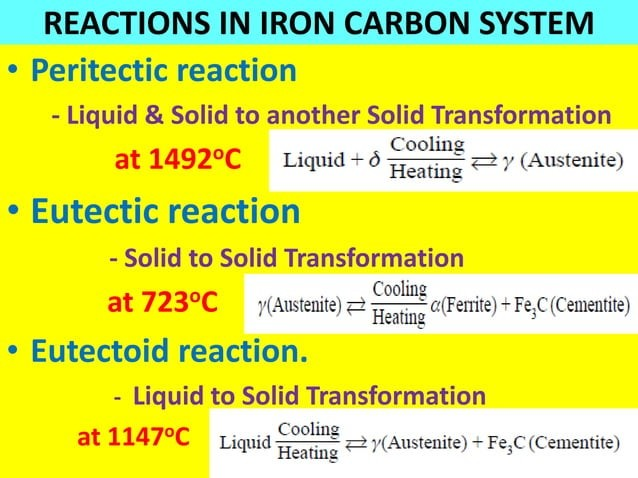 REACTIONS IN IRON CARBON SYSTEM
• Peritectic reaction
- Liquid & Solid to another Solid Transformation
at 1492°C Liquid + δ Cooling/Heating ⇄ γ (Austenite)
• Eutectic reaction
- Solid to Solid Transformation
at 723°C γ(Austenite) ⇄ Cooling/Heating α(Ferrite) + Fe₃C(Cementite)
• Eutectoid reaction.
- Liquid to Solid Transformation
at 1147°C Liquid Cooling/Heating ⇄ γ(Austenite) + Fe₃C(Cementite)